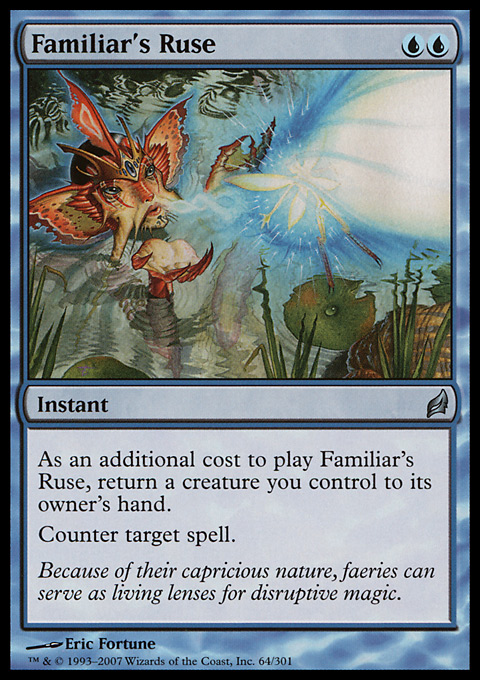 Familiar's Ruse
Instant
As an additional cost to play Familiar's
Ruse, return a creature you control to its
owner's hand.
Counter target spell.
Because of their capricious nature, faeries can
serve as living lenses for disruptive magic.
Eric Fortune
™ & © 1993–2007 Wizards of the Coast, Inc. 64/301